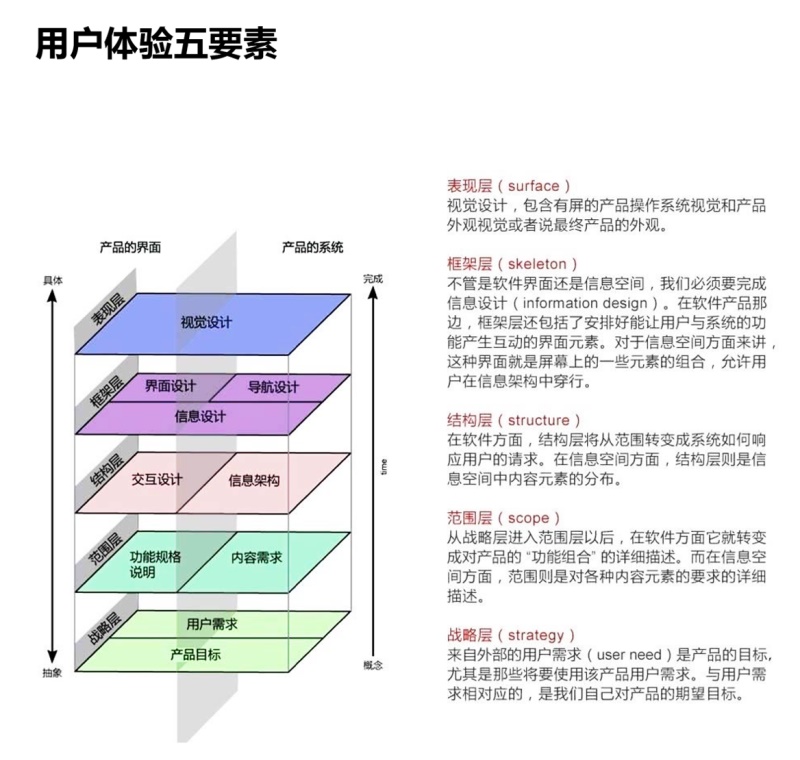 用户体验五要素
产品的界面
产品的系统
具体
完成
表现层
视觉设计
框架层
界面设计
导航设计
信息设计
结构层
交互设计
信息架构
time
范围层
功能规格
说明
内容需求
战略层
用户需求
产品目标
抽象
概念
表现层（surface）
视觉设计，包含有屏的产品操作系统视觉和产品
外观视觉或者说最终产品的外观。
框架层（skeleton）
不管是软件界面还是信息空间，我们必须要完成
信息设计（information design）。在软件产品那
边，框架层还包括了安排好能让用户与系统的功
能产生互动的界面元素。对于信息空间方面来讲，
这种界面就是屏幕上的一些元素的组合，允许用
户在信息架构中穿行。
结构层（structure）
在软件方面，结构层将从范围转变成系统如何响
应用户的请求。在信息空间方面，结构层则是信
息空间中内容元素的分布。
范围层（scope）
从战略层进入范围层以后，在软件方面它就转变
成对产品的“功能组合”的详细描述。而在信息空
间方面，范围则是对各种内容元素的要求的详细
描述。
战略层（strategy）
来自外部的用户需求（user need）是产品的目标,
尤其是那些将要使用该产品用户需求。与用户需
求相对应的，是我们自己对产品的期望目标。